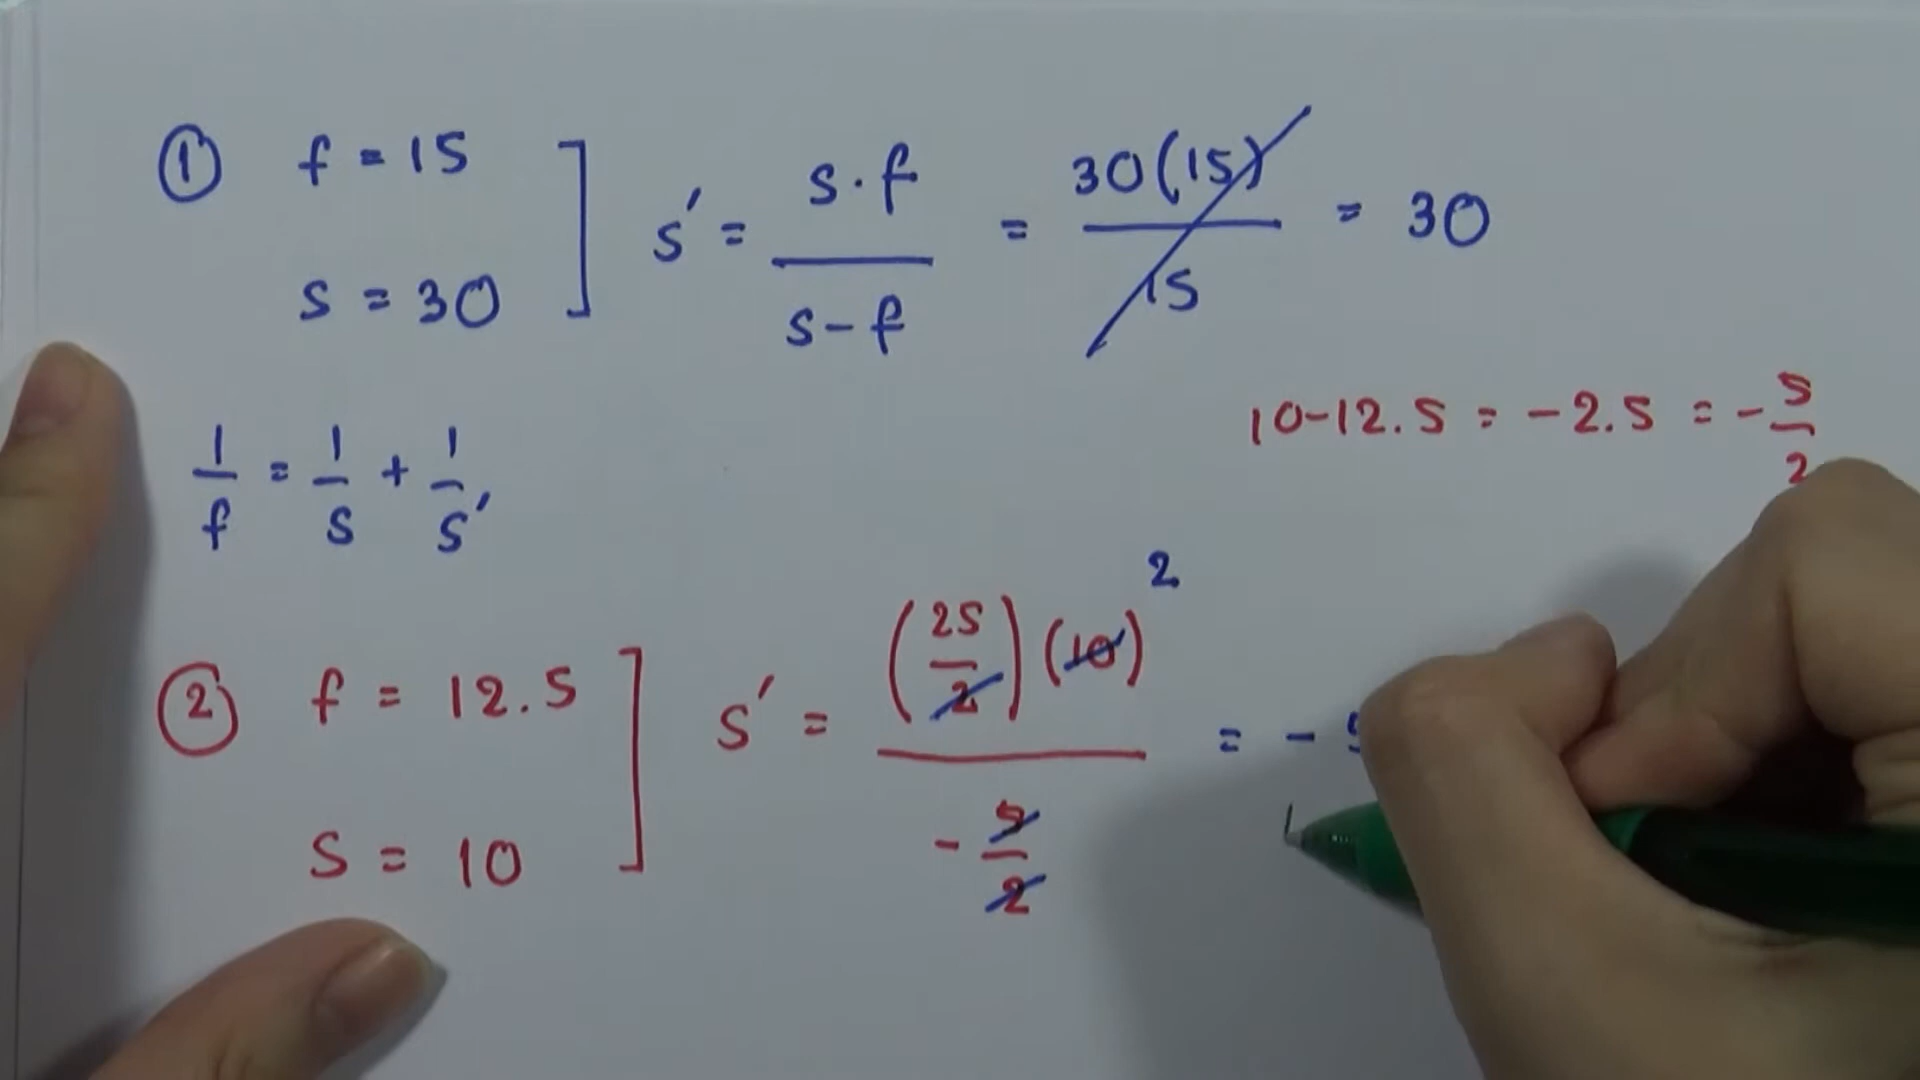 ① f = 15
s = 30 ] s' = s·f / s-f = 30(15) / 15 = 30
10-12.5 = -2.5 = -5/2
1/f = 1/s + 1/s'
② f = 12.5
s = 10 ] s' = (25/2)(10) 2 / -5/2 = -